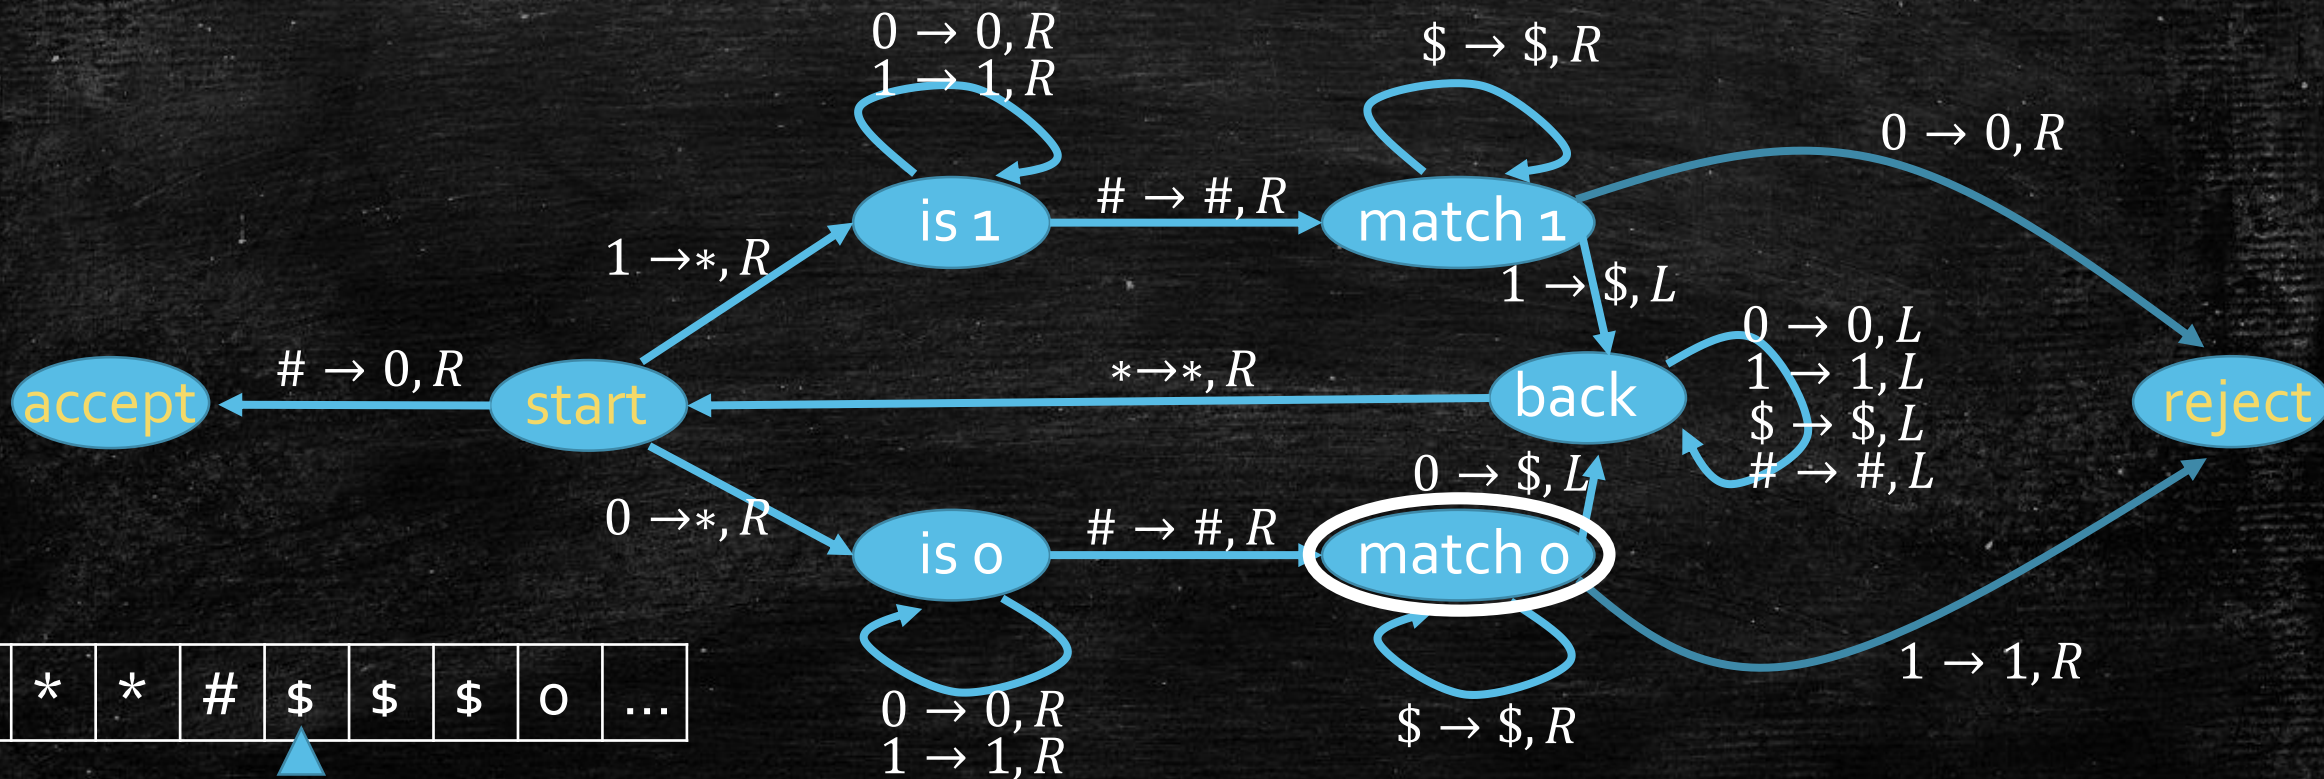 0 → 0, R
1 → 1, R
$ → $, R
0 → 0, R
is 1
# → #, R
match 1
1 →*, R
1 → $, L
accept
# → 0, R
start
*→*, R
back
0 → 0, L
1 → 1, L
$ → $, L
# → #, L
reject
0 →*, R
0 → $, L
is 0
# → #, R
match 0
1 → 1, R
* * # $ $ $ 0 ...
0 → 0, R
1 → 1, R
$ → $, R